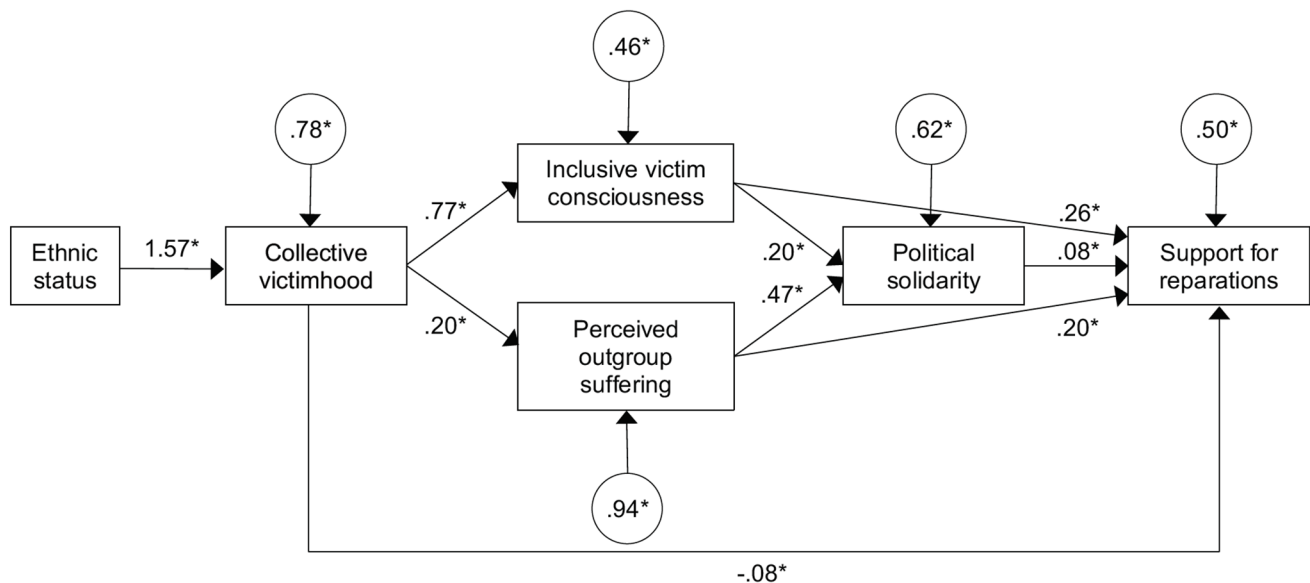 .46*
.78*
.62*
.50*
Inclusive victim
consciousness
.77*
.26*
Ethnic
status
1.57*
Collective
victimhood
.20*
Political
solidarity
.08*
Support for
reparations
.47*
.20*
Perceived
outgroup
suffering
.20*
.94*
-.08*